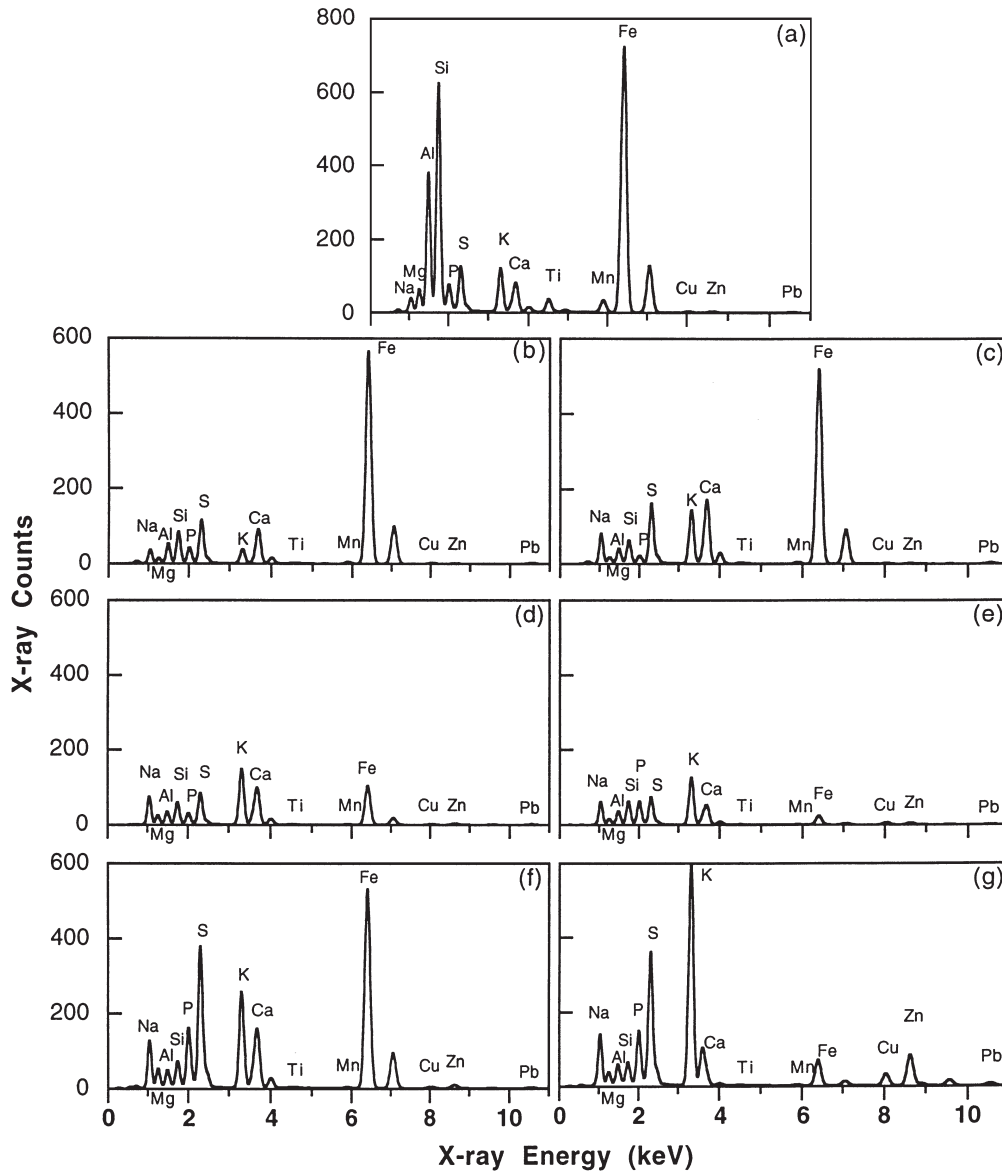 800
600
400
200
0
(a)
Fe
Si
Al
Mg
Na
P
S
K
Ca
Ti
Mn
Cu Zn
Pb
X-ray Counts
600
400
200
0
(b)
Fe
Na
Mg
Al
Si
P
S
K
Ca
Ti
Mn
Cu Zn
Pb
(c)
Fe
Na
Mg
Al
Si
P
S
K
Ca
Ti
Mn
Cu Zn
Pb
600
400
200
0
(d)
Na
Mg
Al
Si
P
S
K
Ca
Ti
Mn
Fe
Cu Zn
Pb
(e)
Na
Mg
Al
Si
P
S
K
Ca
Ti
Mn
Fe
Cu Zn
Pb
600
400
200
0
(f)
Fe
Na
Mg
Al
Si
P
S
K
Ca
Ti
Mn
Cu Zn
Pb
(g)
K
Na
Mg
Al
Si
P
S
Ca
Ti
Mn
Fe
Cu
Zn
Pb
0 2 4 6 8 10 0 2 4 6 8 10
X-ray Energy (keV)